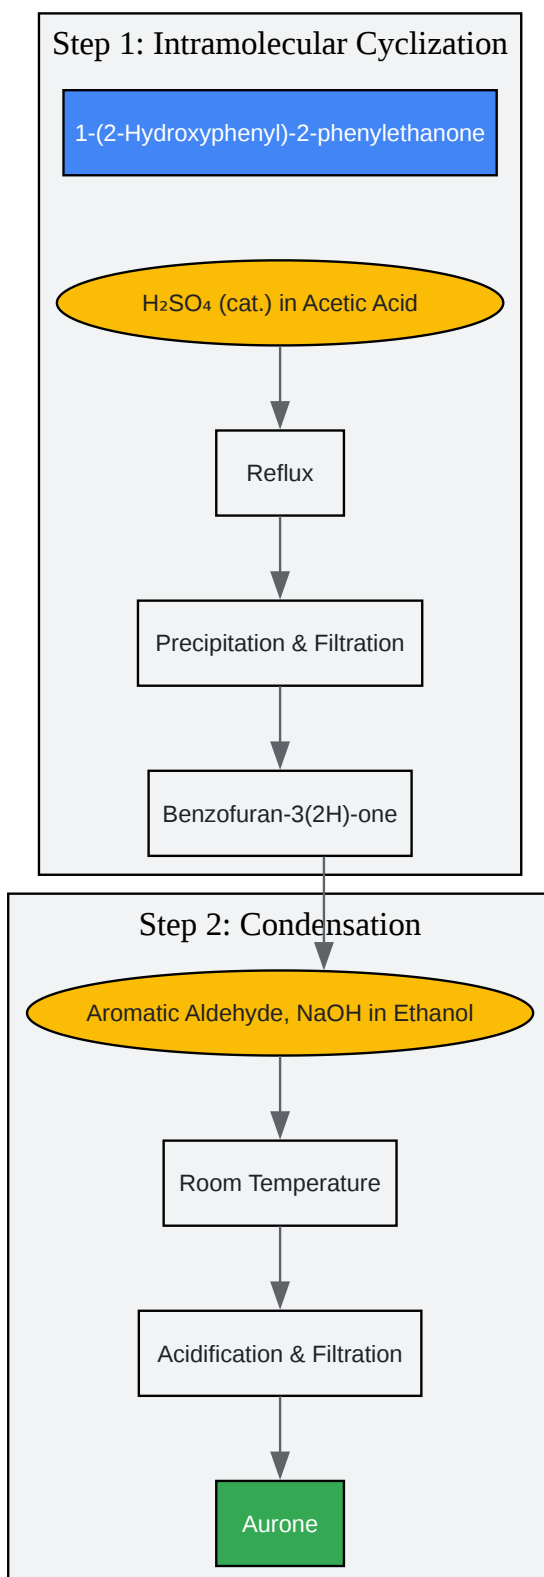 Step 1: Intramolecular Cyclization
1-(2-Hydroxyphenyl)-2-phenylethanone
H₂SO₄ (cat.) in Acetic Acid
Reflux
Precipitation & Filtration
Benzofuran-3(2H)-one
Step 2: Condensation
Aromatic Aldehyde, NaOH in Ethanol
Room Temperature
Acidification & Filtration
Aurone